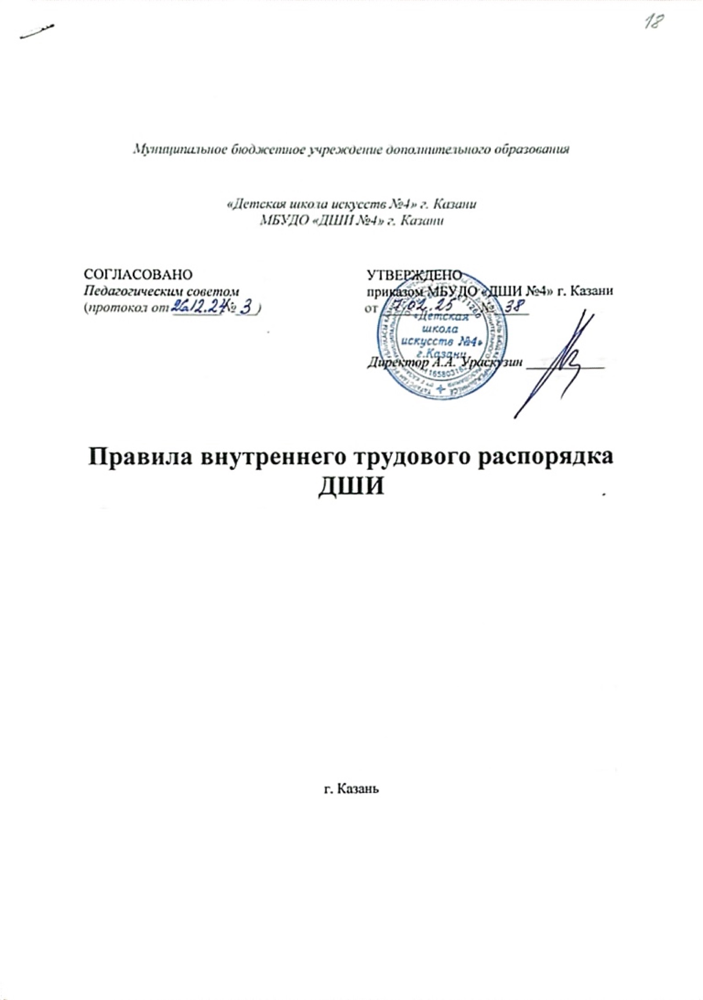 18
Муниципальное бюджетное учреждение дополнительного образования
«Детская школа искусств №4» г. Казани
МБУДО «ДШИ №4» г. Казани
СОГЛАСОВАНО
Педагогическим советом
(протокол от 26.12.24 № 3 )
УТВЕРЖДЕНО
приказом МБУДО «ДШИ №4» г. Казани
от 7.02.25 № 38
«Детская
школа
искусств №4»
г.Казани
Директор А.А. Ураскузин
Правила внутреннего трудового распорядка
ДШИ
г. Казань